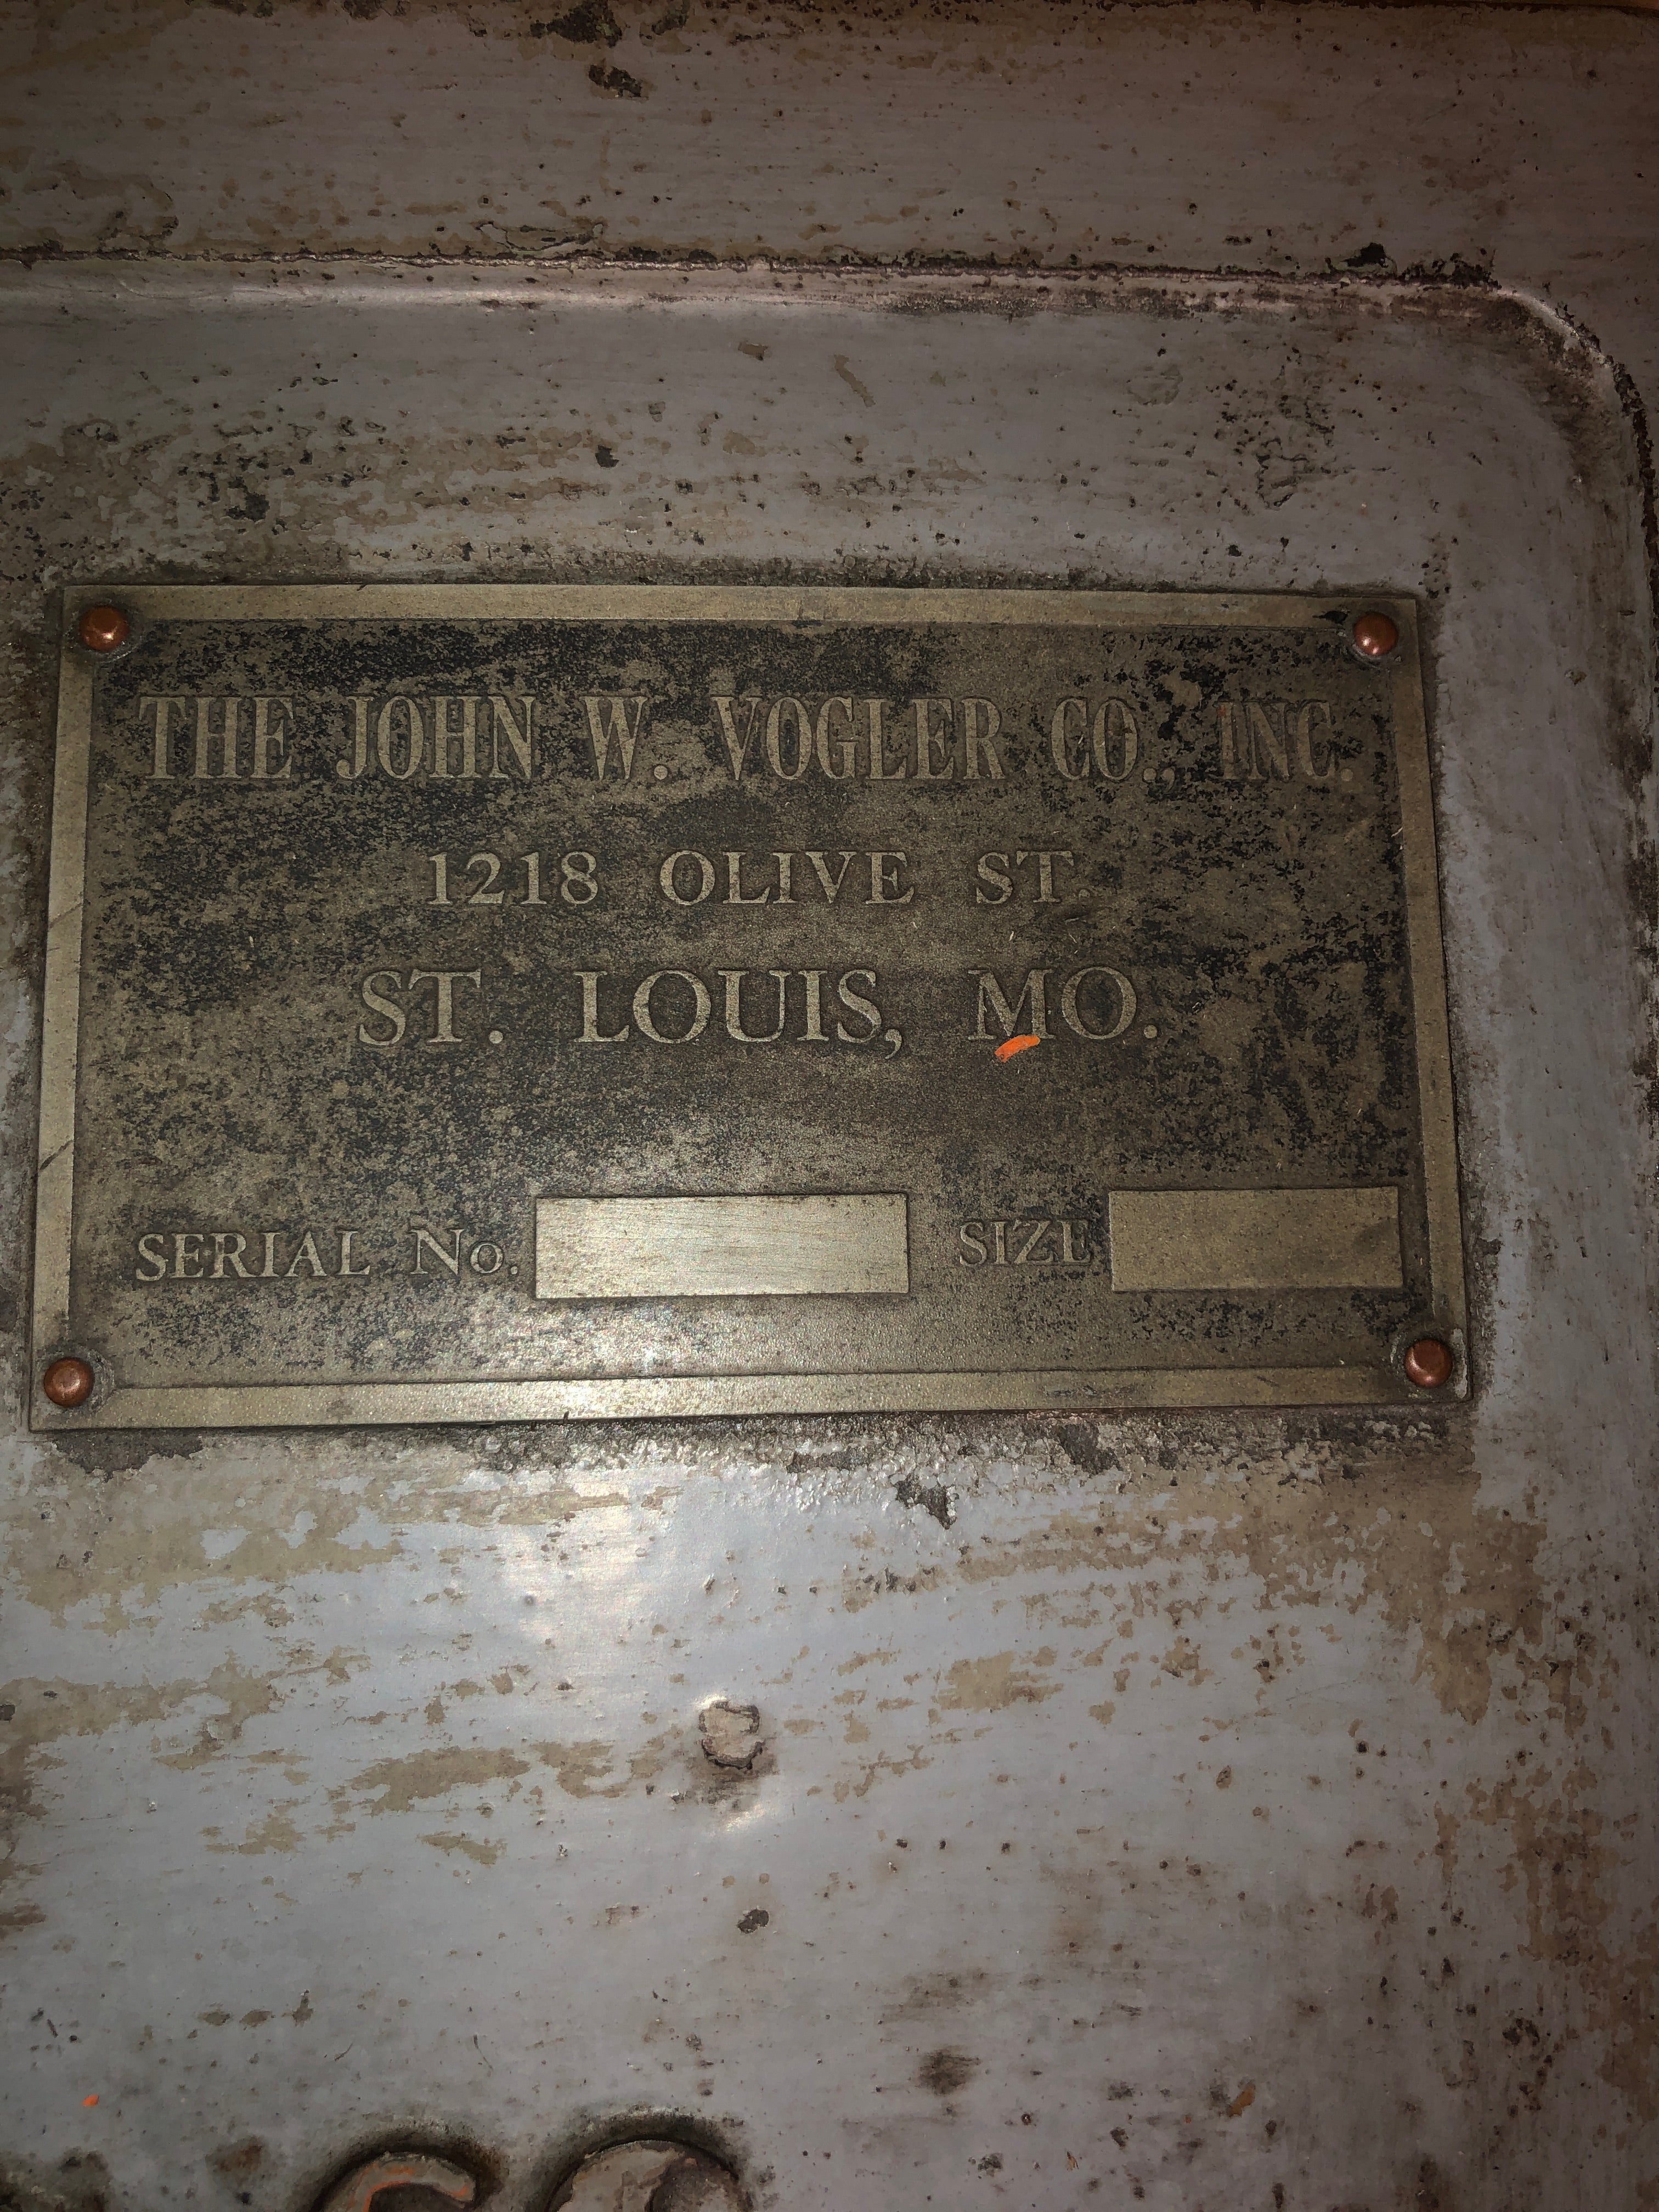 THE JOHN W. VOGLER CO., INC.
1218 OLIVE ST.
ST. LOUIS, MO.
SERIAL No. SIZE